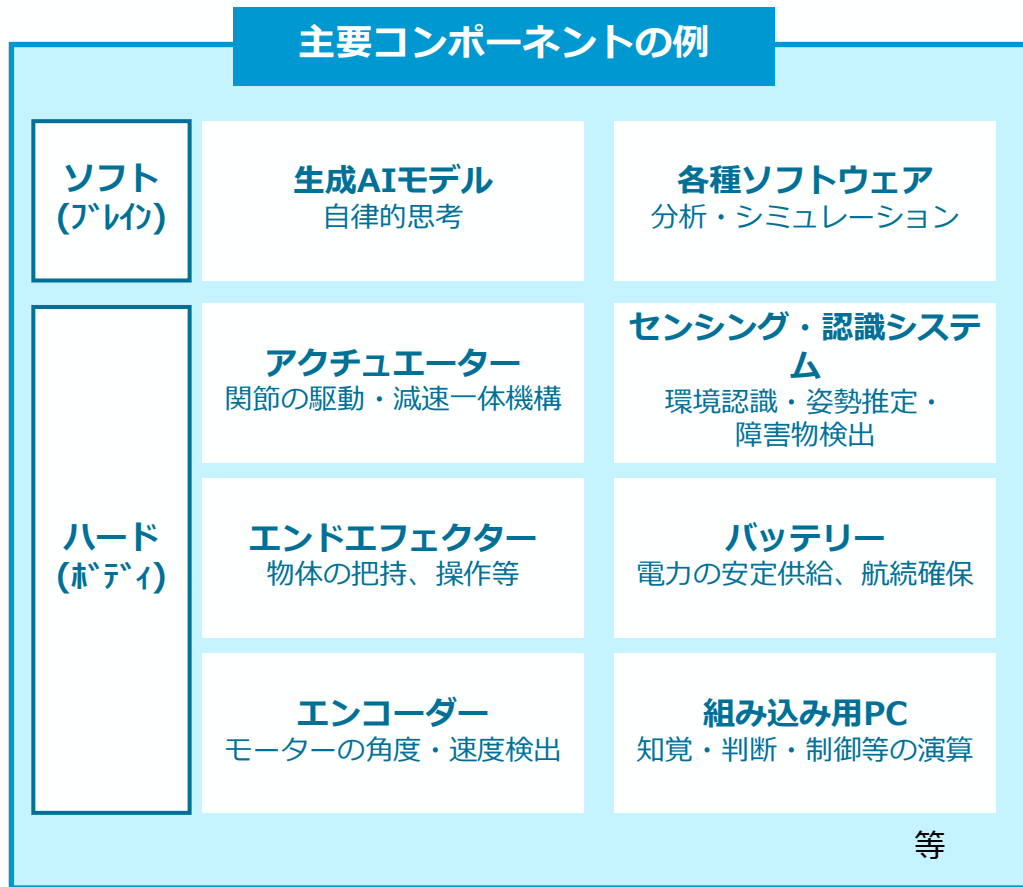 主要コンポーネントの例
ソフト
(ﾌﾞﾚｲﾝ)
生成AIモデル
自律的思考
各種ソフトウェア
分析・シミュレーション
ハード
(ﾎﾞﾃﾞｨ)
アクチュエーター
関節の駆動・減速一体機構
センシング・認識システ
ム
環境認識・姿勢推定・
障害物検出
エンドエフェクター
物体の把持、操作等
バッテリー
電力の安定供給、航続確保
エンコーダー
モーターの角度・速度検出
組み込み用PC
知覚・判断・制御等の演算
等